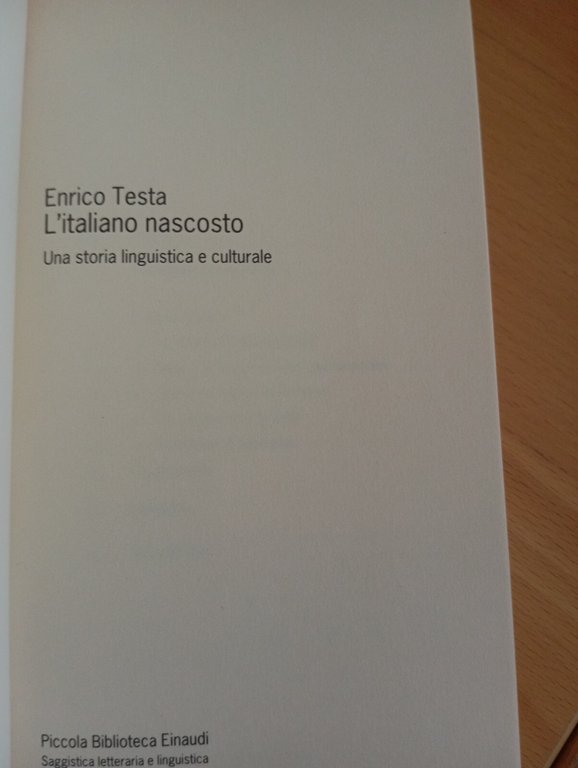 Enrico Testa
L'italiano nascosto
Una storia linguistica e culturale
Piccola Biblioteca Einaudi
Saggistica letteraria e linguistica